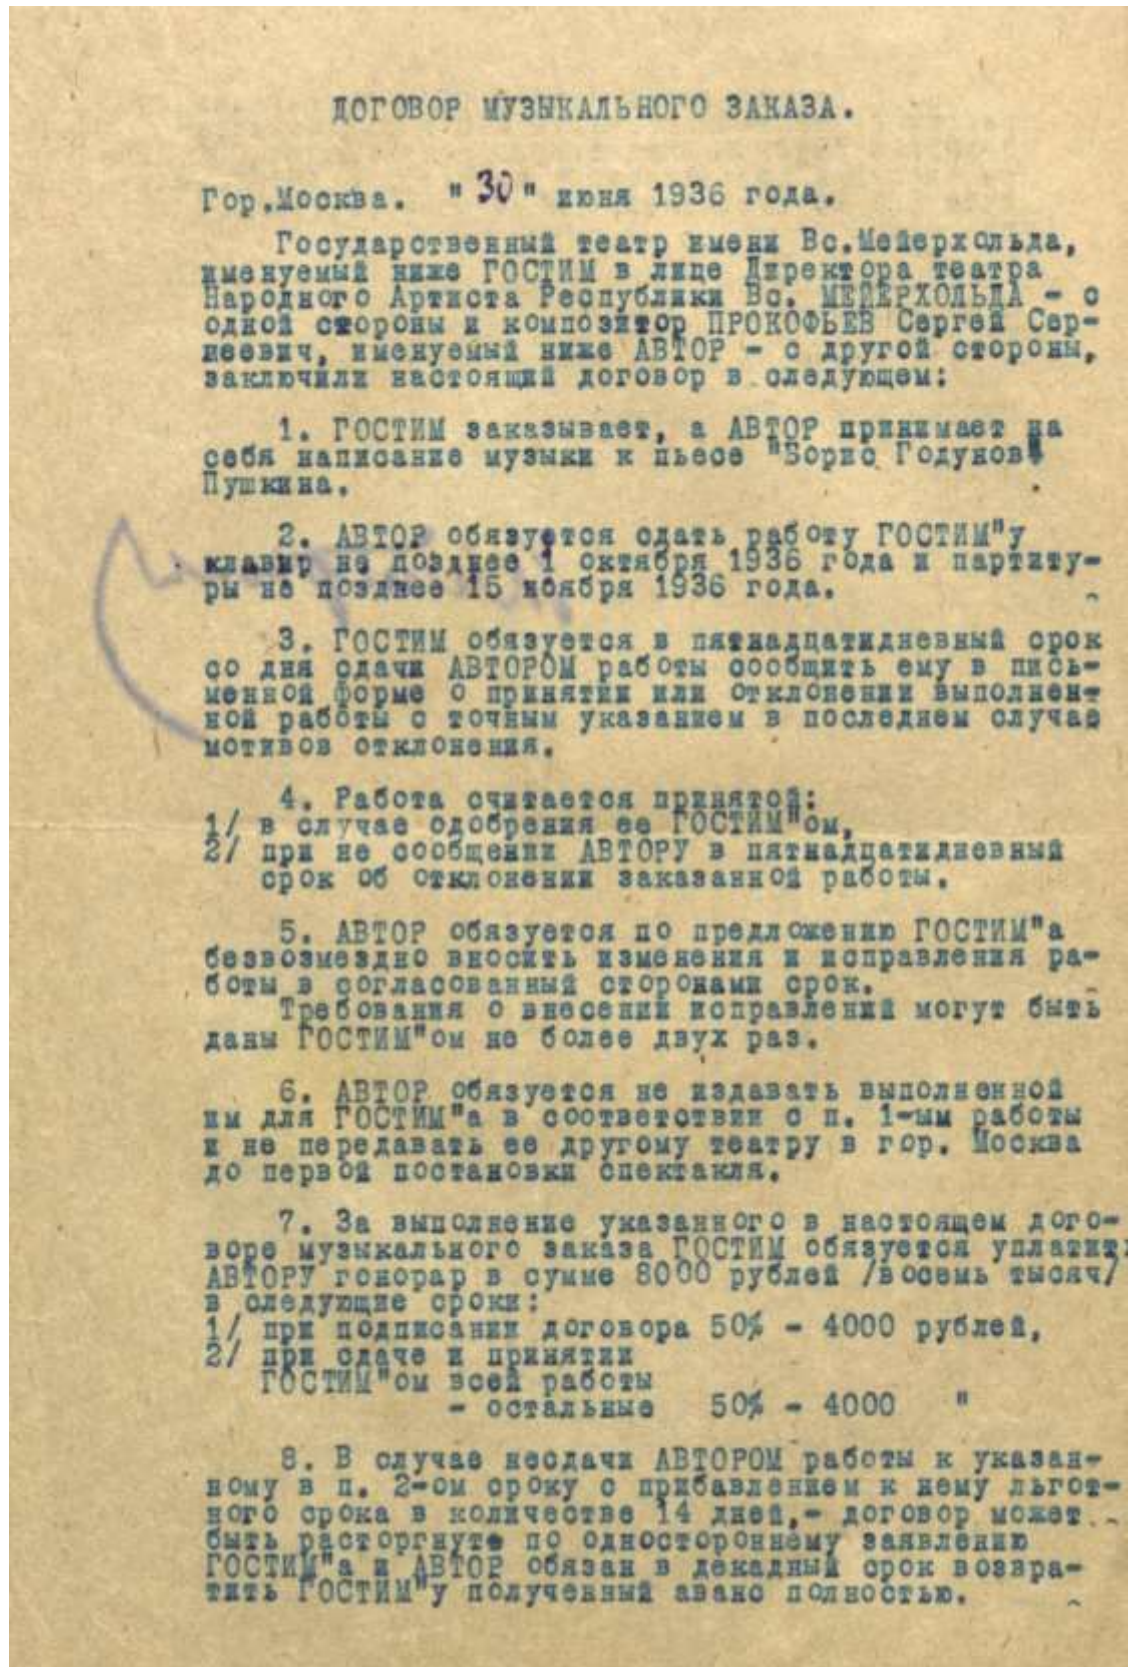 ДОГОВОР МУЗЫКАЛЬНОГО ЗАКАЗА.
Гор.Москва. "30" июня 1936 года.
Государственный театр имени Вс.Мейерхольда,
именуемый ниже ГОСТИМ в лице Директора театра
Народного Артиста Республики Вс. МЕЙЕРХОЛЬДА - с
одной стороны и композитор ПРОКОФЬЕВ Сергей Сер-
геевич, именуемый ниже АВТОР - с другой стороны,
заключили настоящий договор в следующем:
1. ГОСТИМ заказывает, а АВТОР принимает на
себя написание музыки к пьесе "Борис Годунов"
Пушкина.
2. АВТОР обязуется сдать работу ГОСТИМ"у
клавир не позднее 1 октября 1936 года и партиту-
ры не позднее 15 ноября 1936 года.
3. ГОСТИМ обязуется в пятнадцатидневный срок
со дня сдачи АВТОРОМ работы сообщить ему в пись-
менной форме о принятии или отклонении выполнен-
ной работы с точным указанием в последнем случае
мотивов отклонения.
4. Работа считается принятой:
1/ в случае одобрения ее ГОСТИМ"ом,
2/ при не сообщении АВТОРУ в пятнадцатидневный
срок об отклонении заказанной работы.
5. АВТОР обязуется по предложению ГОСТИМ"а
безвозмездно вносить изменения и исправления ра-
боты в согласованный сторонами срок.
Требования о внесении исправлений могут быть
даны ГОСТИМ"ом не более двух раз.
6. АВТОР обязуется не издавать выполненной
им для ГОСТИМ"а в соответствии с п. 1-ым работы
и не передавать ее другому театру в гор. Москва
до первой постановки спектакля.
7. За выполнение указанного в настоящем дого-
воре музыкального заказа ГОСТИМ обязуется уплатить
АВТОРУ гонорар в сумме 8000 рублей /восемь тысяч/
в следующие сроки:
1/ при подписании договора 50% - 4000 рублей,
2/ при сдаче и принятии
ГОСТИМ"ом всей работы
- остальные 50% - 4000 "
8. В случае несдачи АВТОРОМ работы к указан-
ному в п. 2-ом сроку с прибавлением к нему льгот-
ного срока в количестве 14 дней,- договор может
быть расторгнут по одностороннему заявлению
ГОСТИМ"а и АВТОР обязан в декадный срок возвра-
тить ГОСТИМ"у полученный аванс полностью.